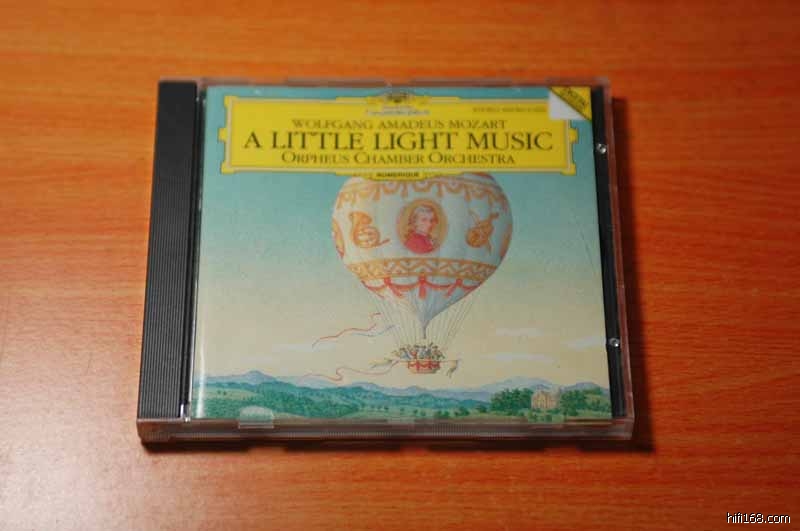 WOLFGANG AMADEUS MOZART
A LITTLE LIGHT MUSIC
ORPHEUS CHAMBER ORCHESTRA
NUMERIQUE
hifi168.com